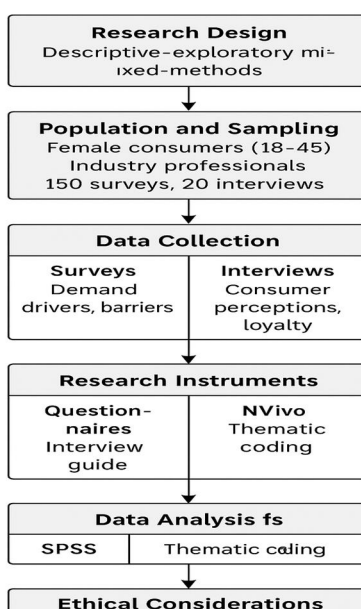 Research Design
Descriptive-exploratory mi-
ixed-methods
Population and Sampling
Female consumers (18-45)
Industry professionals
150 surveys, 20 interviews
Data Collection
Surveys
Demand
drivers, barriers
Interviews
Consumer
perceptions,
loyalty
Research Instruments
Question-
naires
Interview
guide
NVivo
Thematic
coding
Data Analysis fs
SPSS
Thematic coding
Ethical Considerations